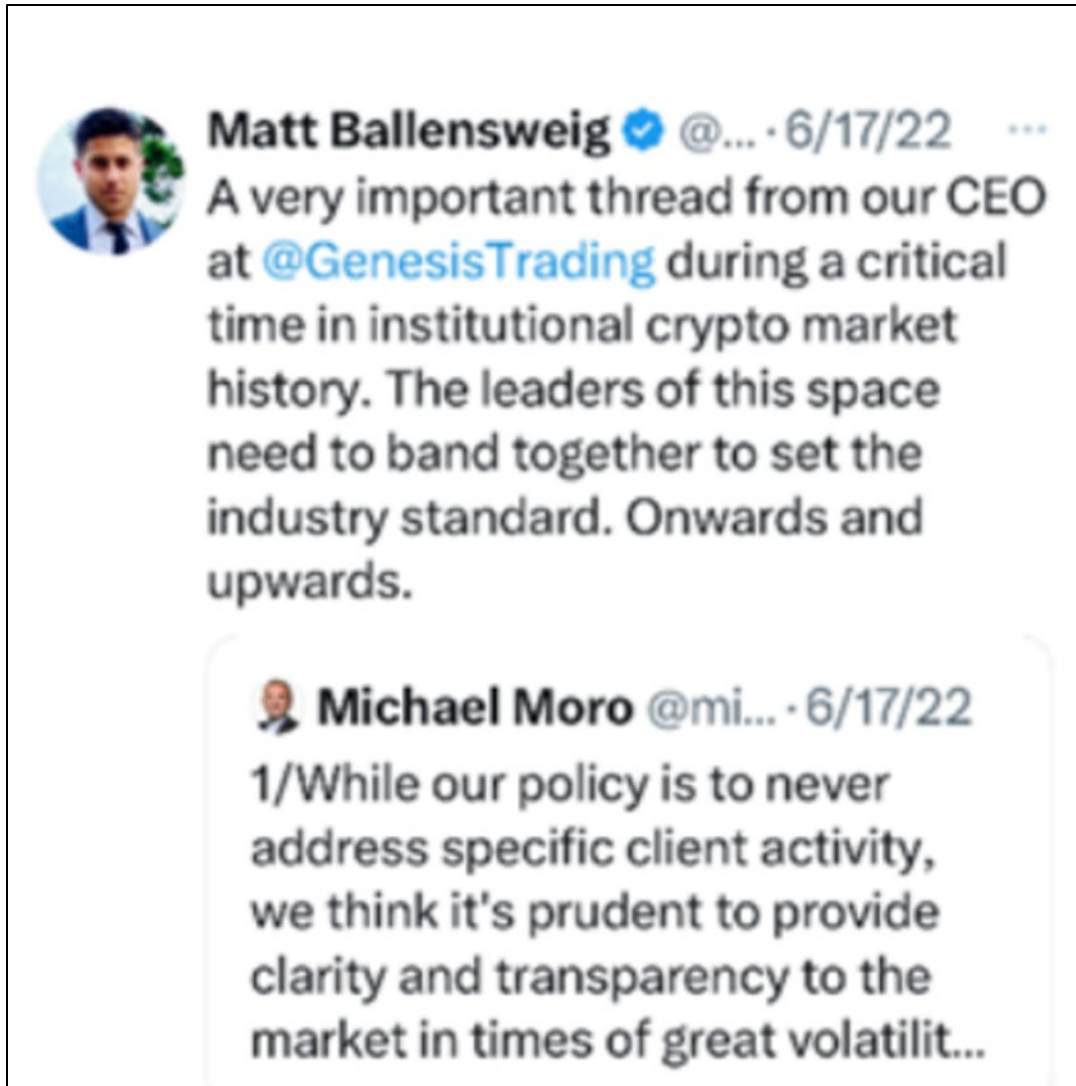 Matt Ballensweig @... · 6/17/22 ...
A very important thread from our CEO
at @GenesisTrading during a critical
time in institutional crypto market
history. The leaders of this space
need to band together to set the
industry standard. Onwards and
upwards.
Michael Moro @mi... · 6/17/22
1/While our policy is to never
address specific client activity,
we think it's prudent to provide
clarity and transparency to the
market in times of great volatilit...